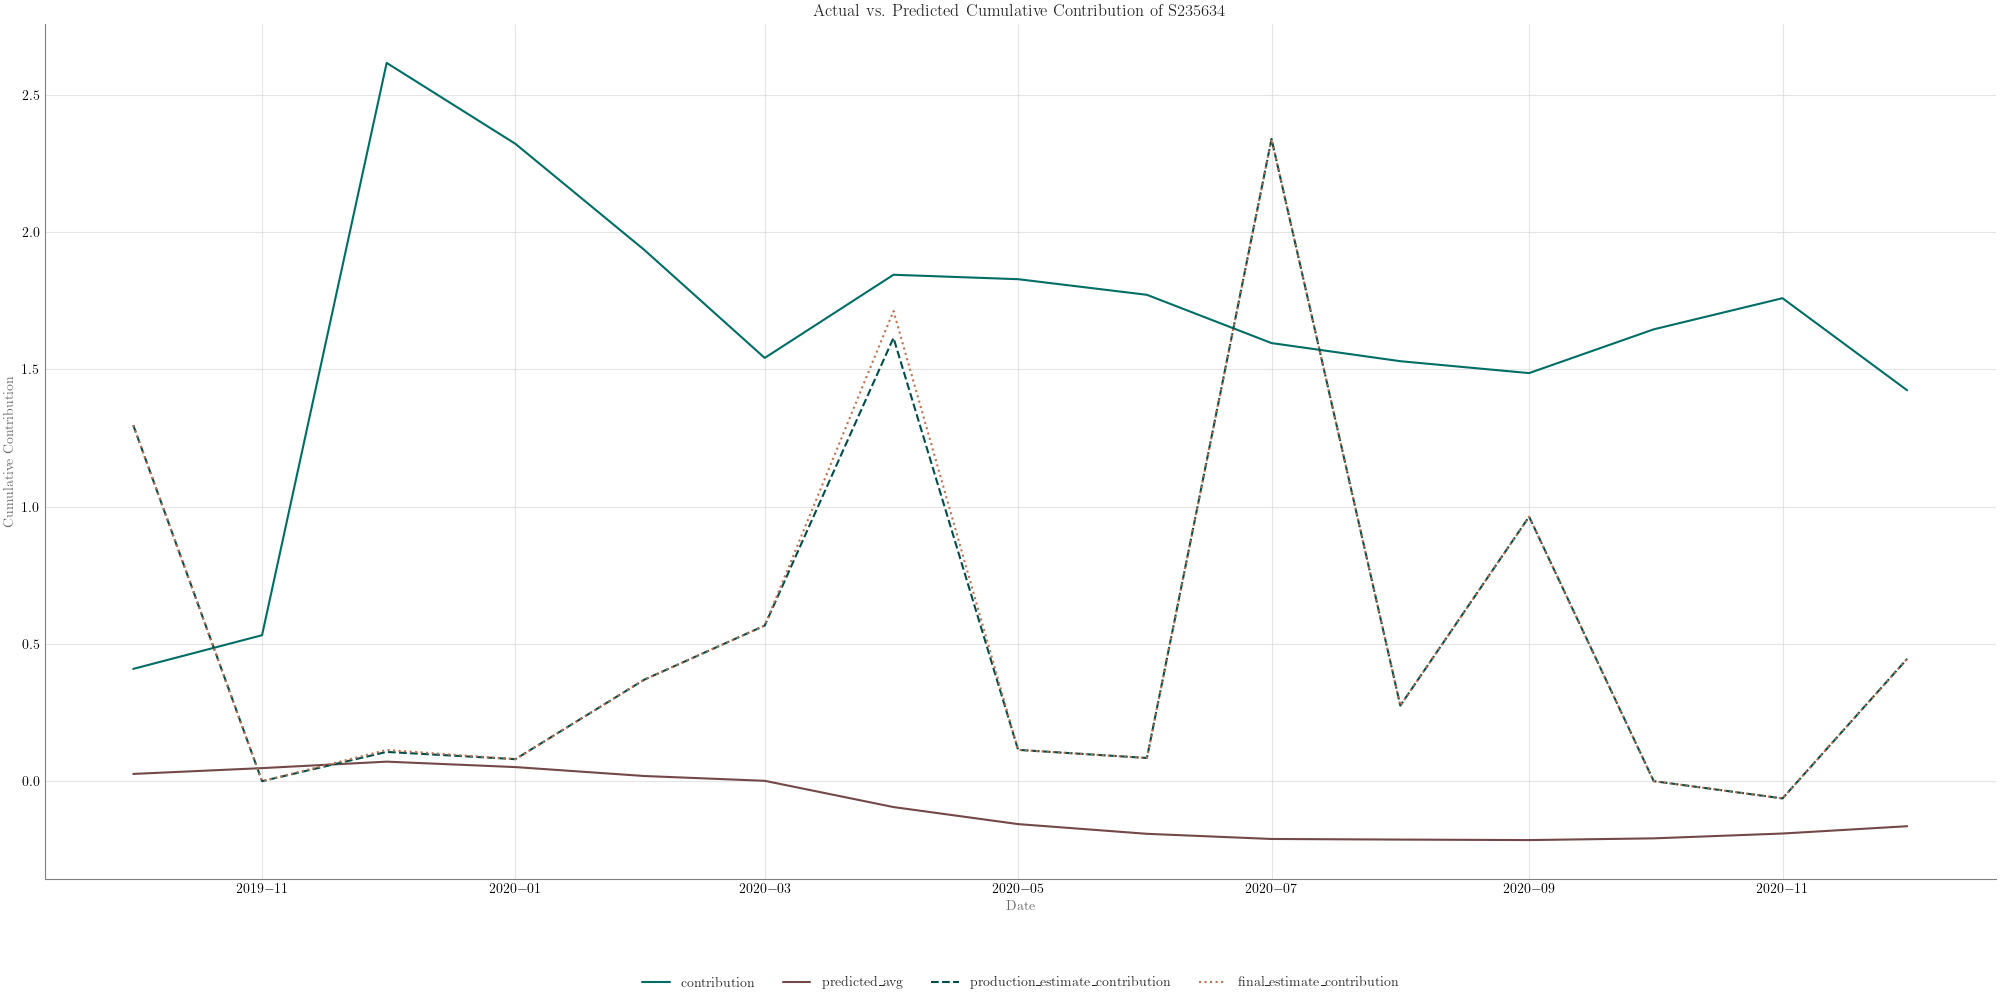 Actual vs. Predicted Cumulative Contribution of S235634
Cumulative Contribution
2.5
2.0
1.5
1.0
0.5
0.0
2019−11
2020−01
2020−03
2020−05
2020−07
2020−09
2020−11
Date
contribution
predicted_avg
production_estimate_contribution
final_estimate_contribution